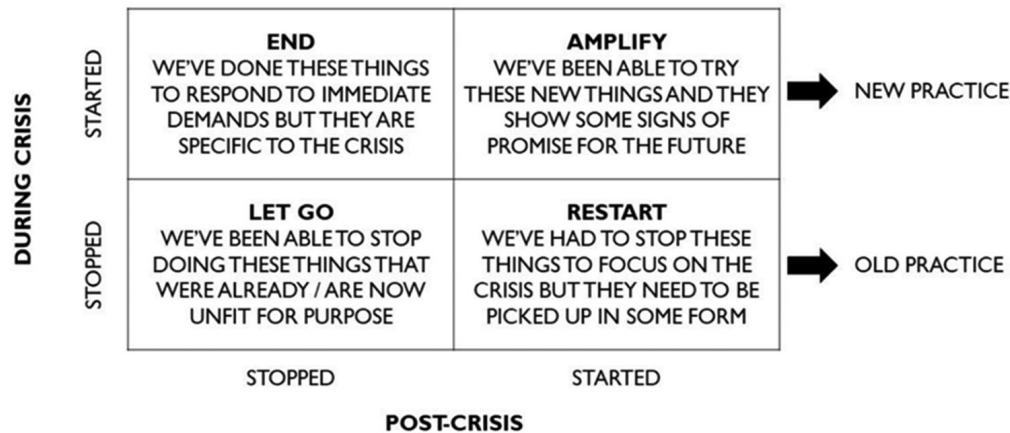 DURING CRISIS
STARTED
END
WE'VE DONE THESE THINGS
TO RESPOND TO IMMEDIATE
DEMANDS BUT THEY ARE
SPECIFIC TO THE CRISIS
AMPLIFY
WE'VE BEEN ABLE TO TRY
THESE NEW THINGS AND THEY
SHOW SOME SIGNS OF
PROMISE FOR THE FUTURE
NEW PRACTICE
STOPPED
LET GO
WE'VE BEEN ABLE TO STOP
DOING THESE THINGS THAT
WERE ALREADY / ARE NOW
UNFIT FOR PURPOSE
RESTART
WE'VE HAD TO STOP THESE
THINGS TO FOCUS ON THE
CRISIS BUT THEY NEED TO BE
PICKED UP IN SOME FORM
OLD PRACTICE
STOPPED
STARTED
POST-CRISIS